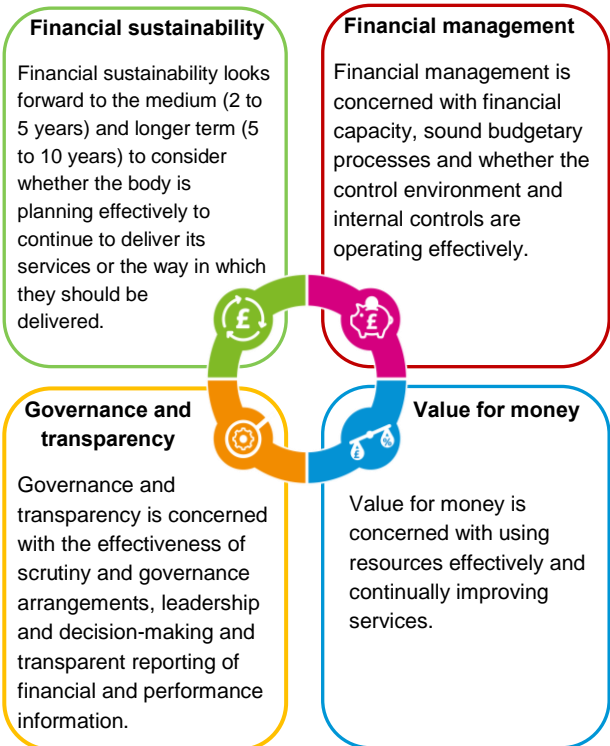 Financial sustainability
Financial sustainability looks
forward to the medium (2 to
5 years) and longer term (5
to 10 years) to consider
whether the body is
planning effectively to
continue to deliver its
services or the way in which
they should be
delivered.
Financial management
Financial management is
concerned with financial
capacity, sound budgetary
processes and whether the
control environment and
internal controls are
operating effectively.
£
£
Governance and
transparency
Governance and
transparency is concerned
with the effectiveness of
scrutiny and governance
arrangements, leadership
and decision-making and
transparent reporting of
financial and performance
information.
Value for money
£ %
Value for money is
concerned with using
resources effectively and
continually improving
services.